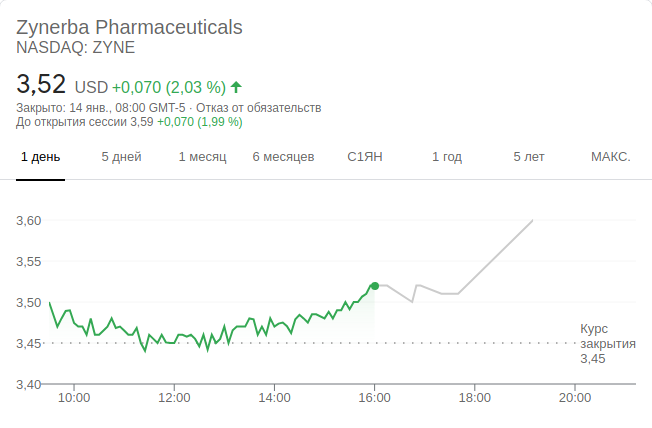 Zynerba Pharmaceuticals
NASDAQ: ZYNE
3,52 USD +0,070 (2,03 %)
Закрыто: 14 янв., 08:00 GMT-5 · Отказ от обязательств
До открытия сессии 3,59 +0,070 (1,99 %)
1 день 5 дней 1 месяц 6 месяцев С1ЯН 1 год 5 лет МАКС.
3,60
3,55
3,50
Курс
3,45 закрытия
3,45
3,40
10:00 12:00 14:00 16:00 18:00 20:00